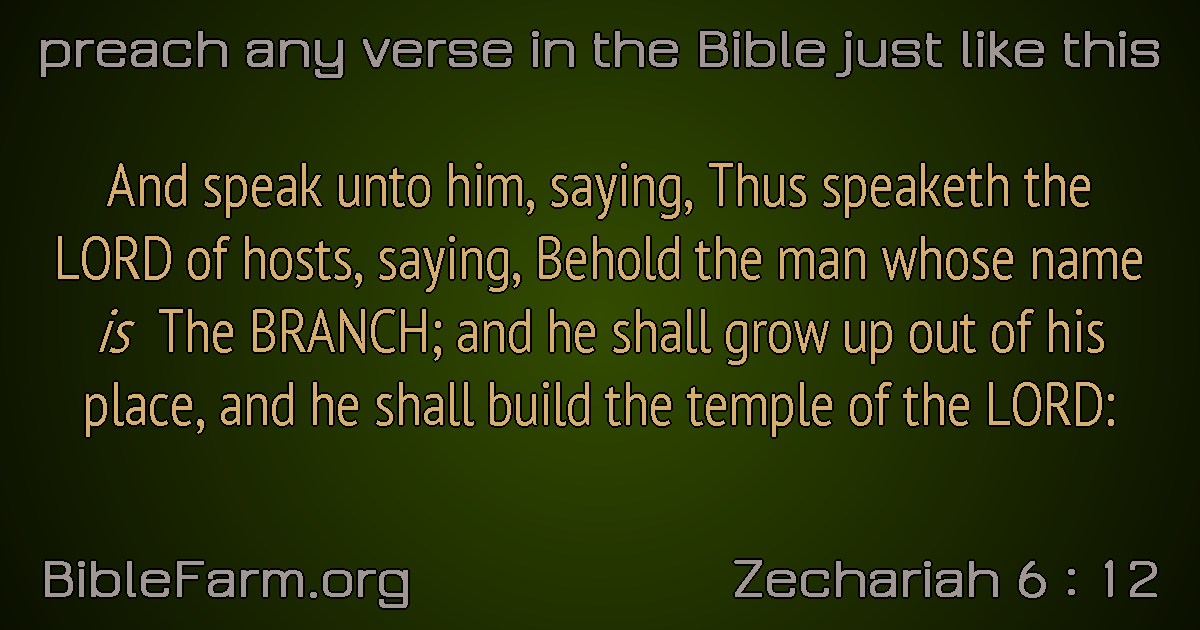 preach any verse in the Bible just like this
And speak unto him, saying, Thus speaketh the
LORD of hosts, saying, Behold the man whose name
is The BRANCH; and he shall grow up out of his
place, and he shall build the temple of the LORD:
BibleFarm.org
Zechariah 6 : 12